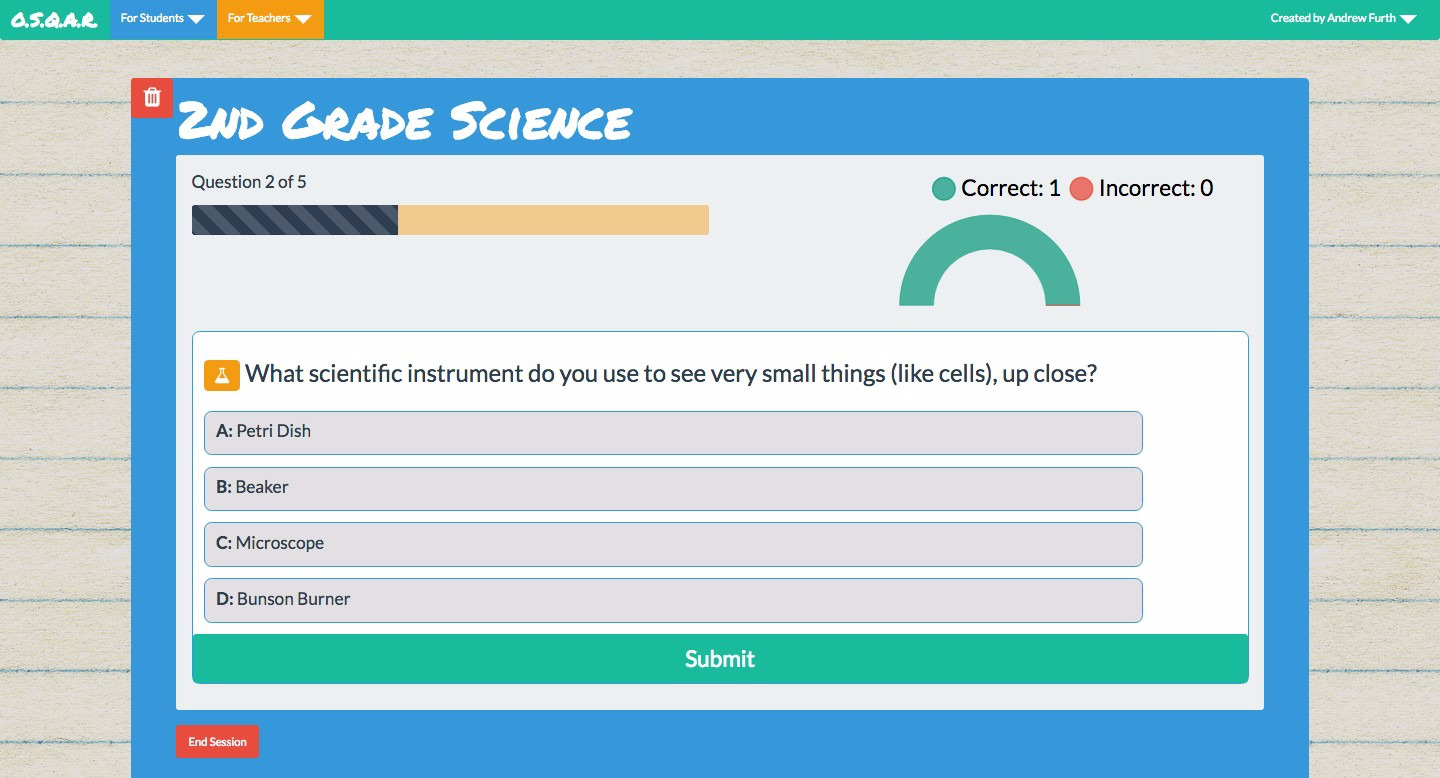 O.S.Q.A.R.
For Students
For Teachers
Created by Andrew Furth
2nd Grade Science
Question 2 of 5
Correct: 1 Incorrect: 0
What scientific instrument do you use to see very small things (like cells), up close?
A: Petri Dish
B: Beaker
C: Microscope
D: Bunson Burner
Submit
End Session